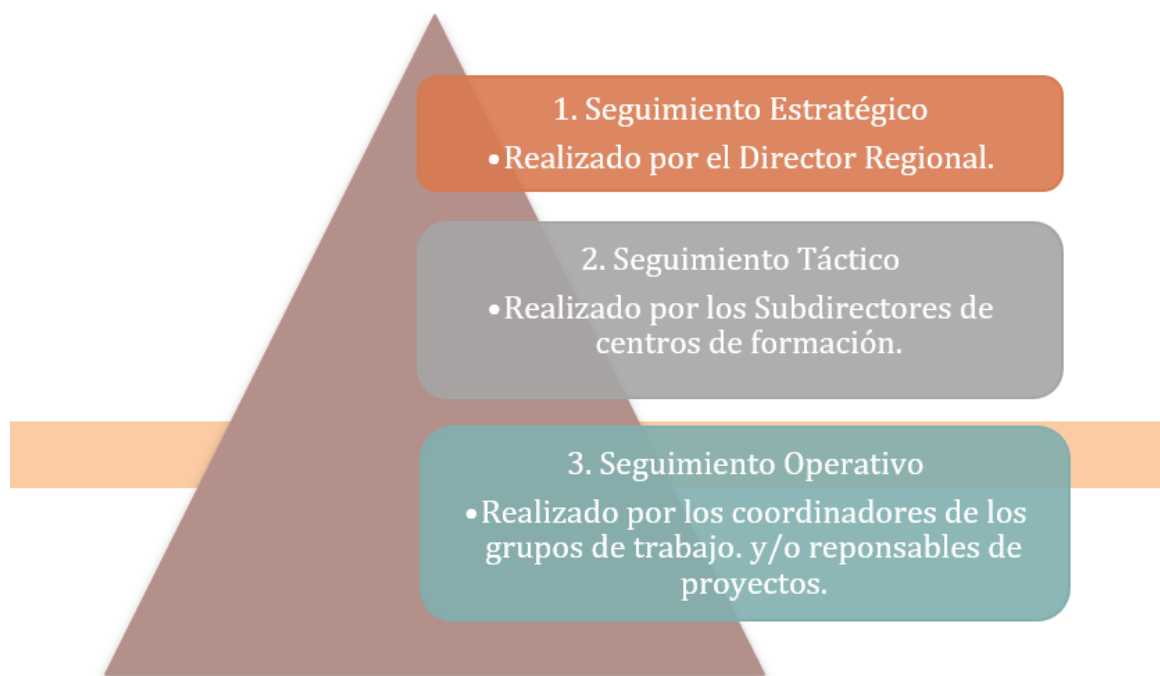 1. Seguimiento Estratégico
•Realizado por el Director Regional.
2. Seguimiento Táctico
•Realizado por los Subdirectores de
centros de formación.
3. Seguimiento Operativo
•Realizado por los coordinadores de los
grupos de trabajo. y/o reponsables de
proyectos.